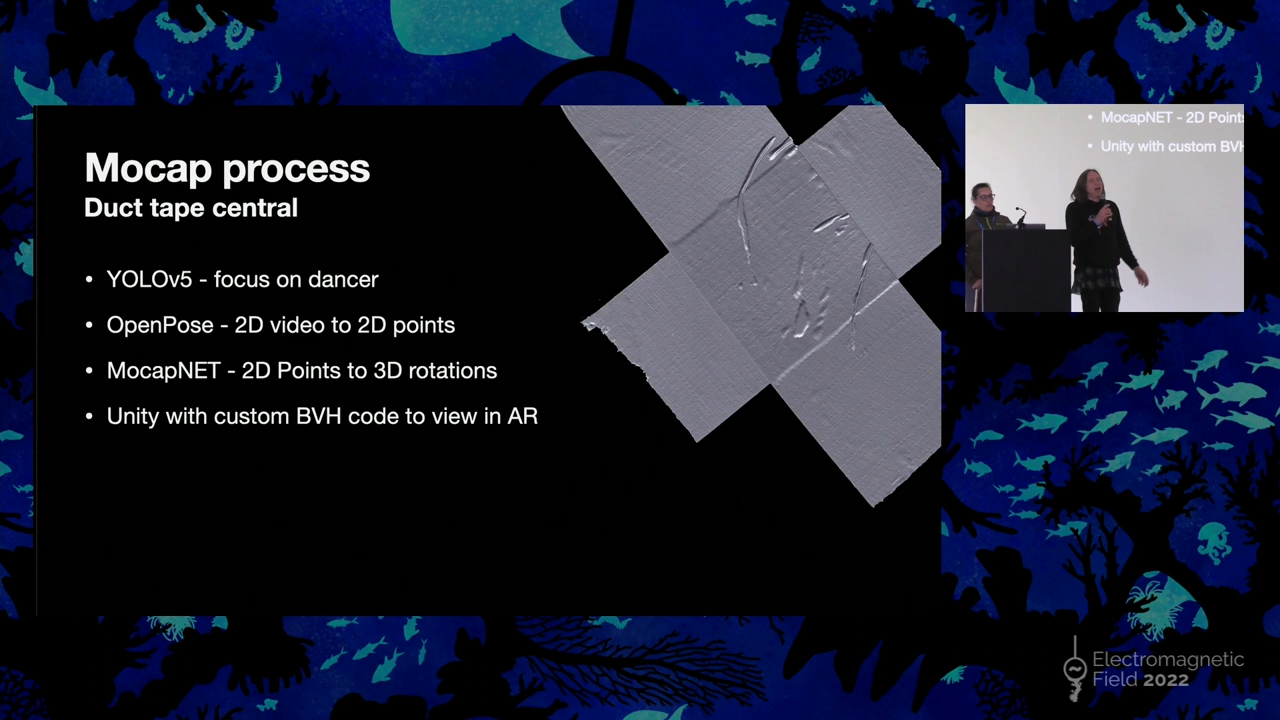 Mocap process
Duct tape central
• YOLOv5 - focus on dancer
• OpenPose - 2D video to 2D points
• MocapNET - 2D Points to 3D rotations
• Unity with custom BVH code to view in AR
• MocapNET - 2D Point
• Unity with custom BV
Electromagnetic
Field 2022